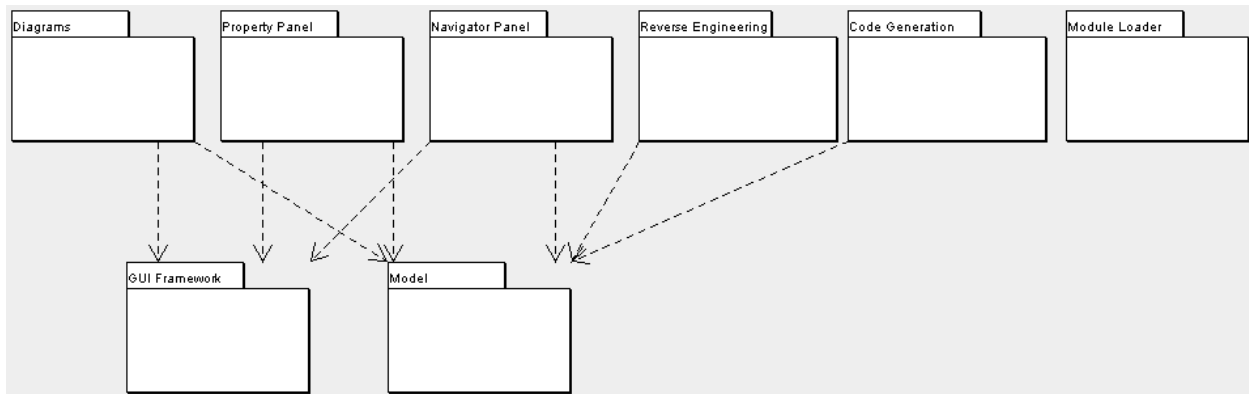 Diagrams
Property Panel
Navigator Panel
Reverse Engineering
Code Generation
Module Loader
GUI Framework
Model